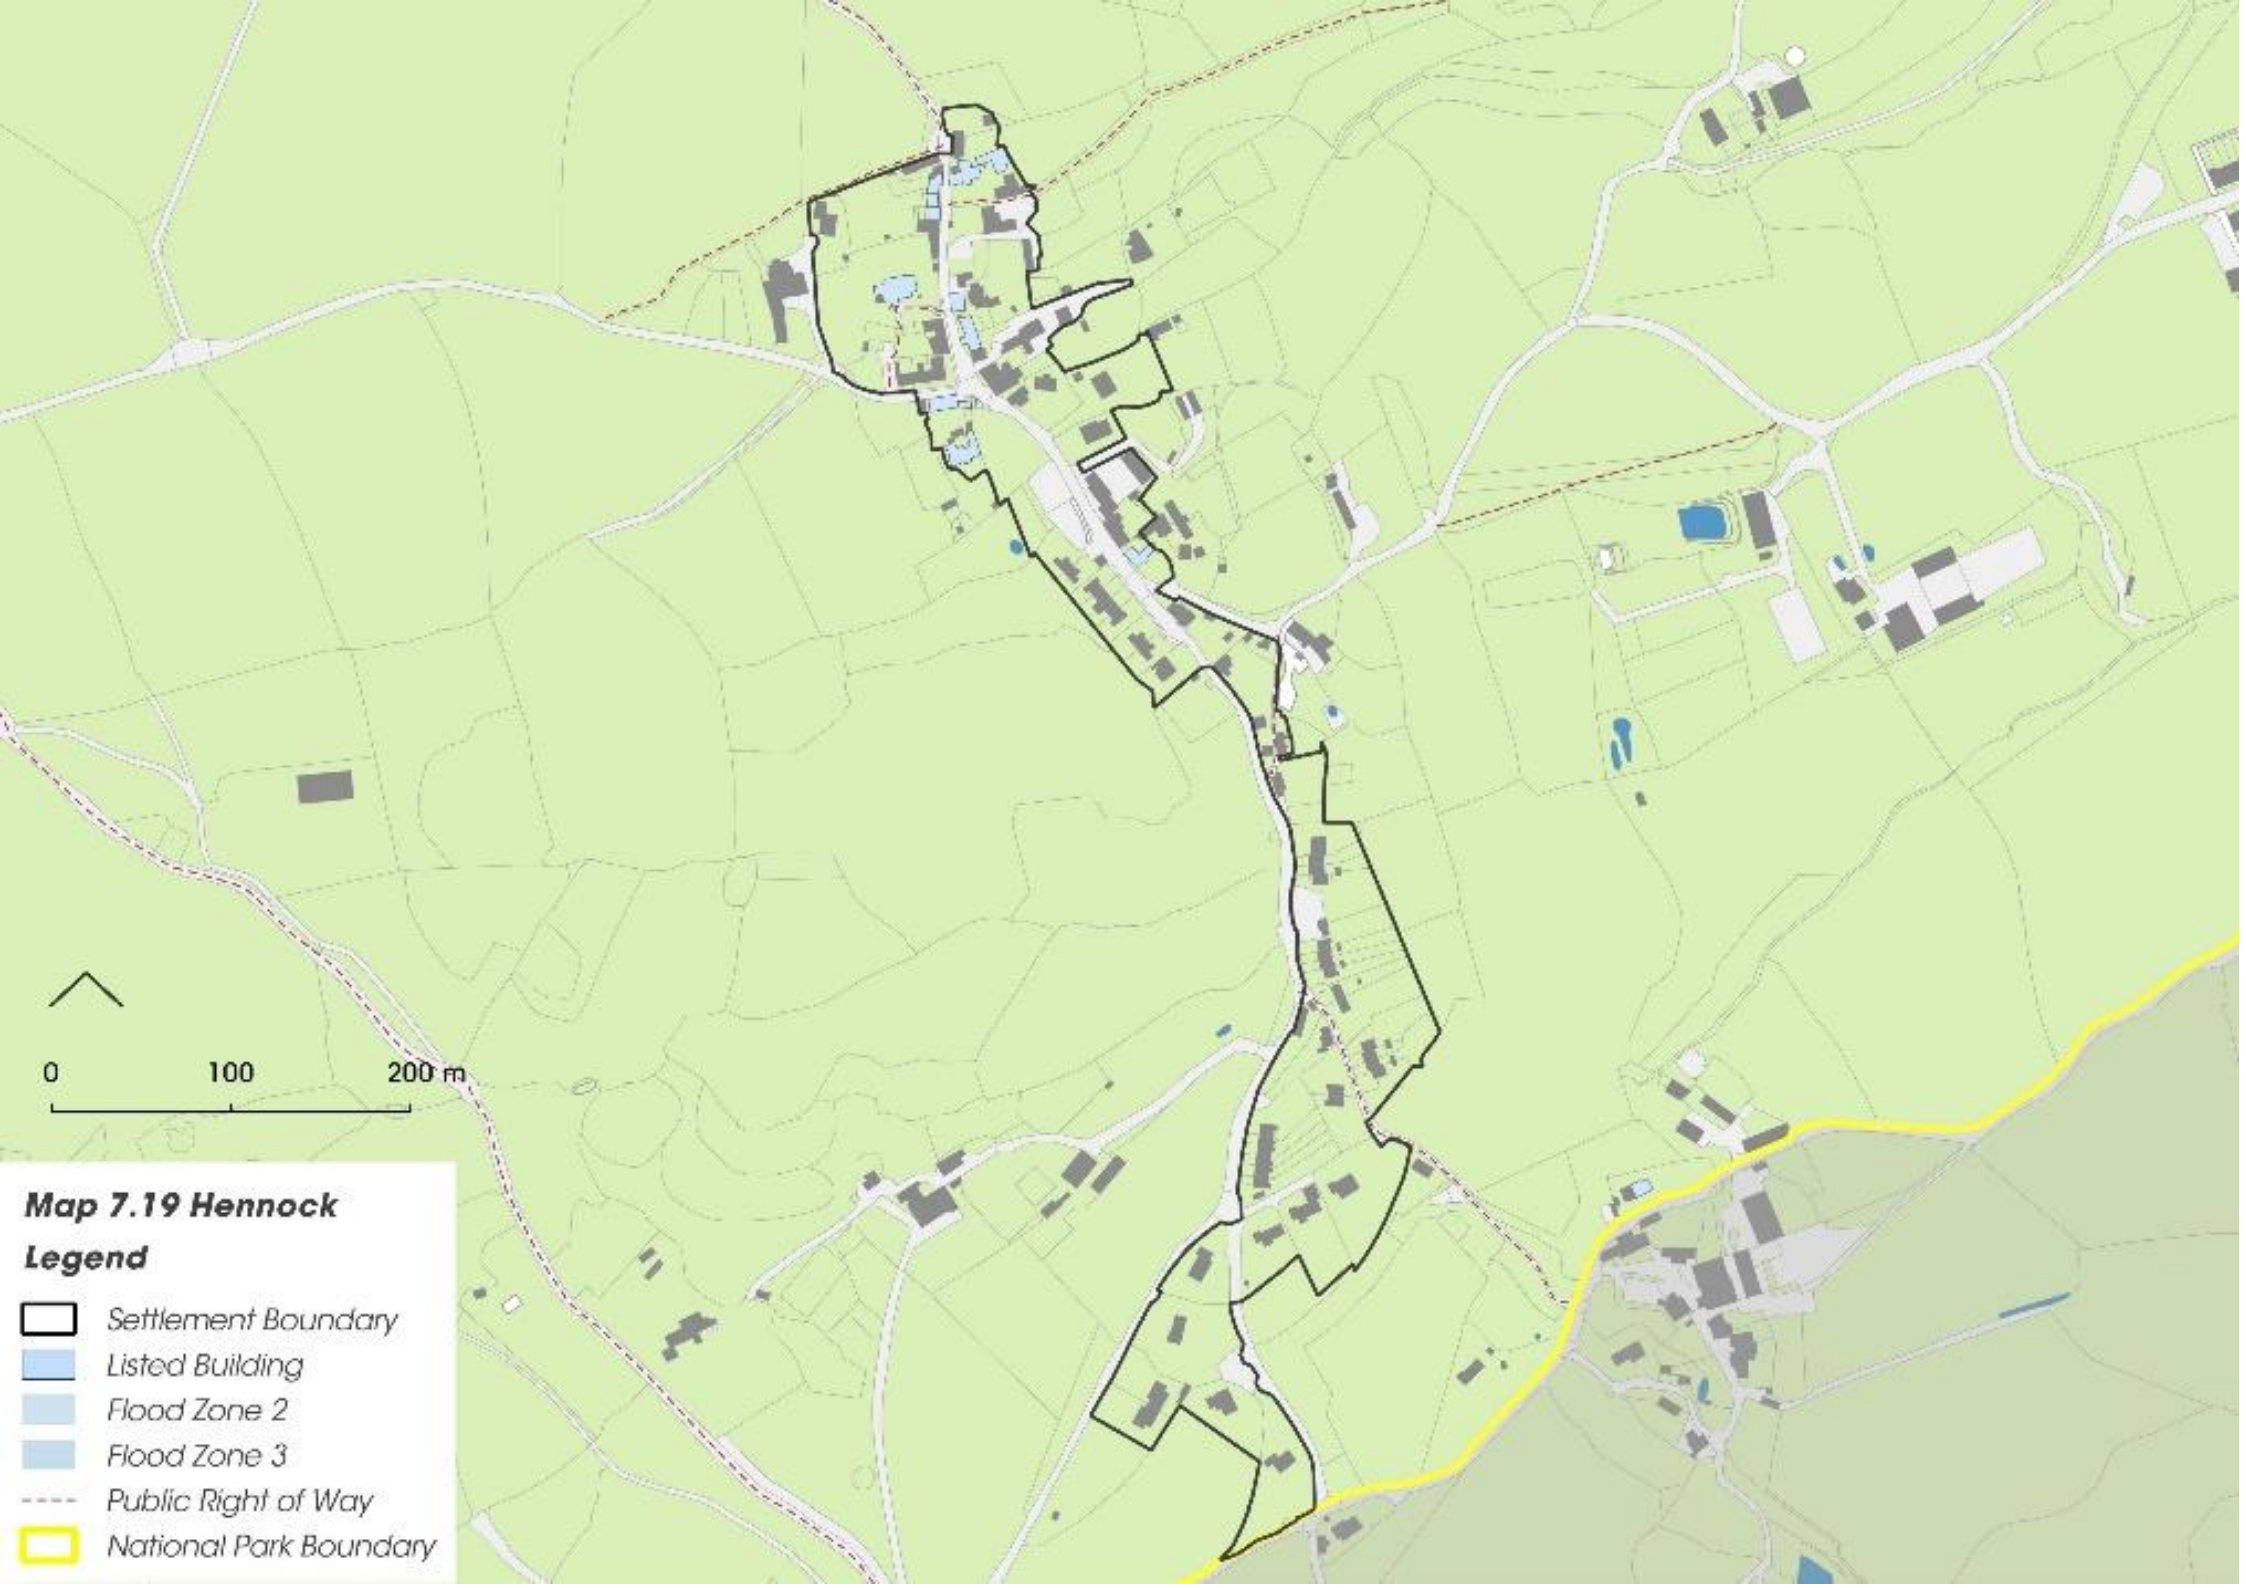 0 100 200 m
Map 7.19 Hennock
Legend
Settlement Boundary
Listed Building
Flood Zone 2
Flood Zone 3
Public Right of Way
National Park Boundary